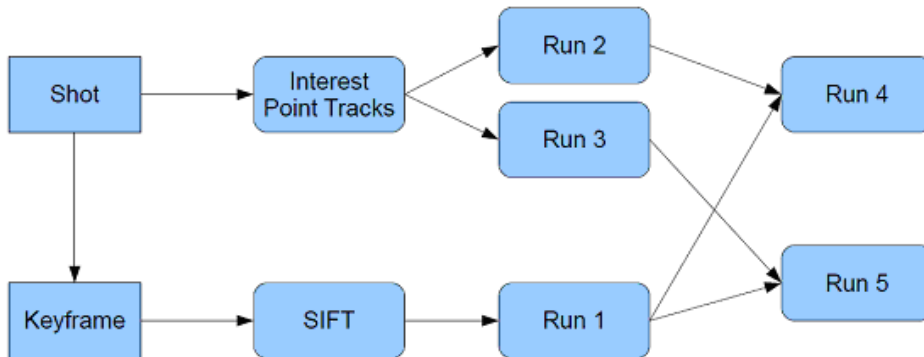 Shot
Interest
Point Tracks
Run 2
Run 3
Run 4
Keyframe
SIFT
Run 1
Run 5